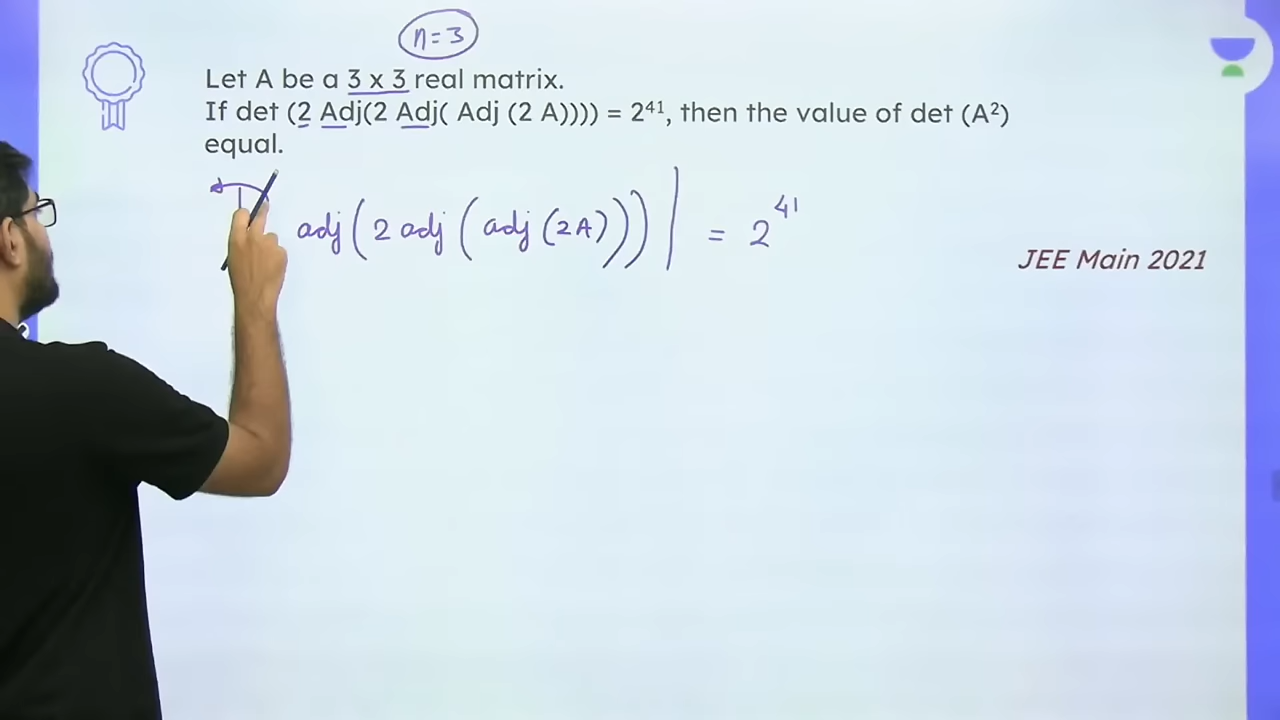 n=3
Let A be a 3 x 3 real matrix.
If det (2 Adj(2 Adj( Adj (2 A)))) = 2⁴¹, then the value of det (A²)
equal.
adj(2 adj(adj(2A)))| = 2⁴¹
JEE Main 2021